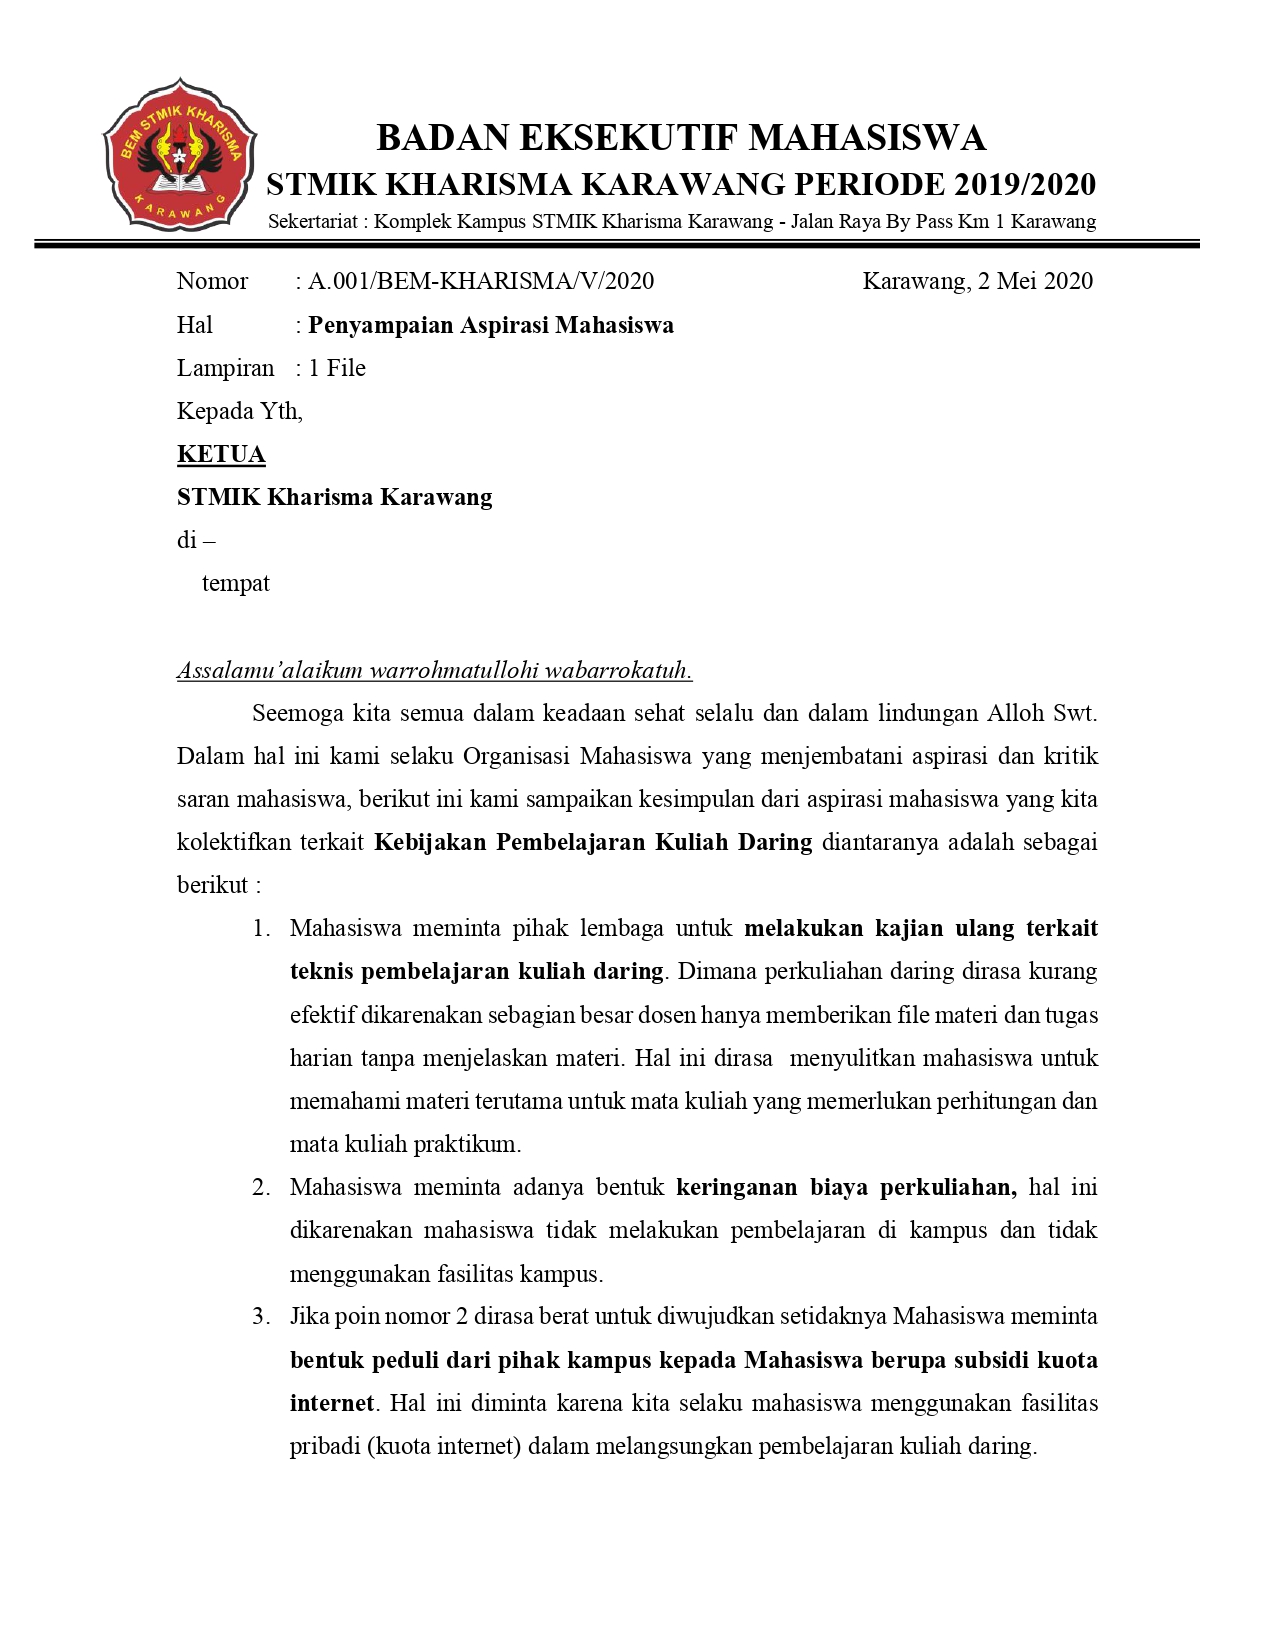 BEM STMIK KHARISMA
KARAWANG
BADAN EKSEKUTIF MAHASISWA
STMIK KHARISMA KARAWANG PERIODE 2019/2020
Sekertariat : Komplek Kampus STMIK Kharisma Karawang - Jalan Raya By Pass Km 1 Karawang
Nomor : A.001/BEM-KHARISMA/V/2020 Karawang, 2 Mei 2020
Hal : Penyampaian Aspirasi Mahasiswa
Lampiran : 1 File
Kepada Yth,
KETUA
STMIK Kharisma Karawang
di –
tempat
Assalamu’alaikum warrohmatullohi wabarrokatuh.
Seemoga kita semua dalam keadaan sehat selalu dan dalam lindungan Alloh Swt.
Dalam hal ini kami selaku Organisasi Mahasiswa yang menjembatani aspirasi dan kritik
saran mahasiswa, berikut ini kami sampaikan kesimpulan dari aspirasi mahasiswa yang kita
kolektifkan terkait Kebijakan Pembelajaran Kuliah Daring diantaranya adalah sebagai
berikut :
1. Mahasiswa meminta pihak lembaga untuk melakukan kajian ulang terkait
teknis pembelajaran kuliah daring. Dimana perkuliahan daring dirasa kurang
efektif dikarenakan sebagian besar dosen hanya memberikan file materi dan tugas
harian tanpa menjelaskan materi. Hal ini dirasa menyulitkan mahasiswa untuk
memahami materi terutama untuk mata kuliah yang memerlukan perhitungan dan
mata kuliah praktikum.
2. Mahasiswa meminta adanya bentuk keringanan biaya perkuliahan, hal ini
dikarenakan mahasiswa tidak melakukan pembelajaran di kampus dan tidak
menggunakan fasilitas kampus.
3. Jika poin nomor 2 dirasa berat untuk diwujudkan setidaknya Mahasiswa meminta
bentuk peduli dari pihak kampus kepada Mahasiswa berupa subsidi kuota
internet. Hal ini diminta karena kita selaku mahasiswa menggunakan fasilitas
pribadi (kuota internet) dalam melangsungkan pembelajaran kuliah daring.